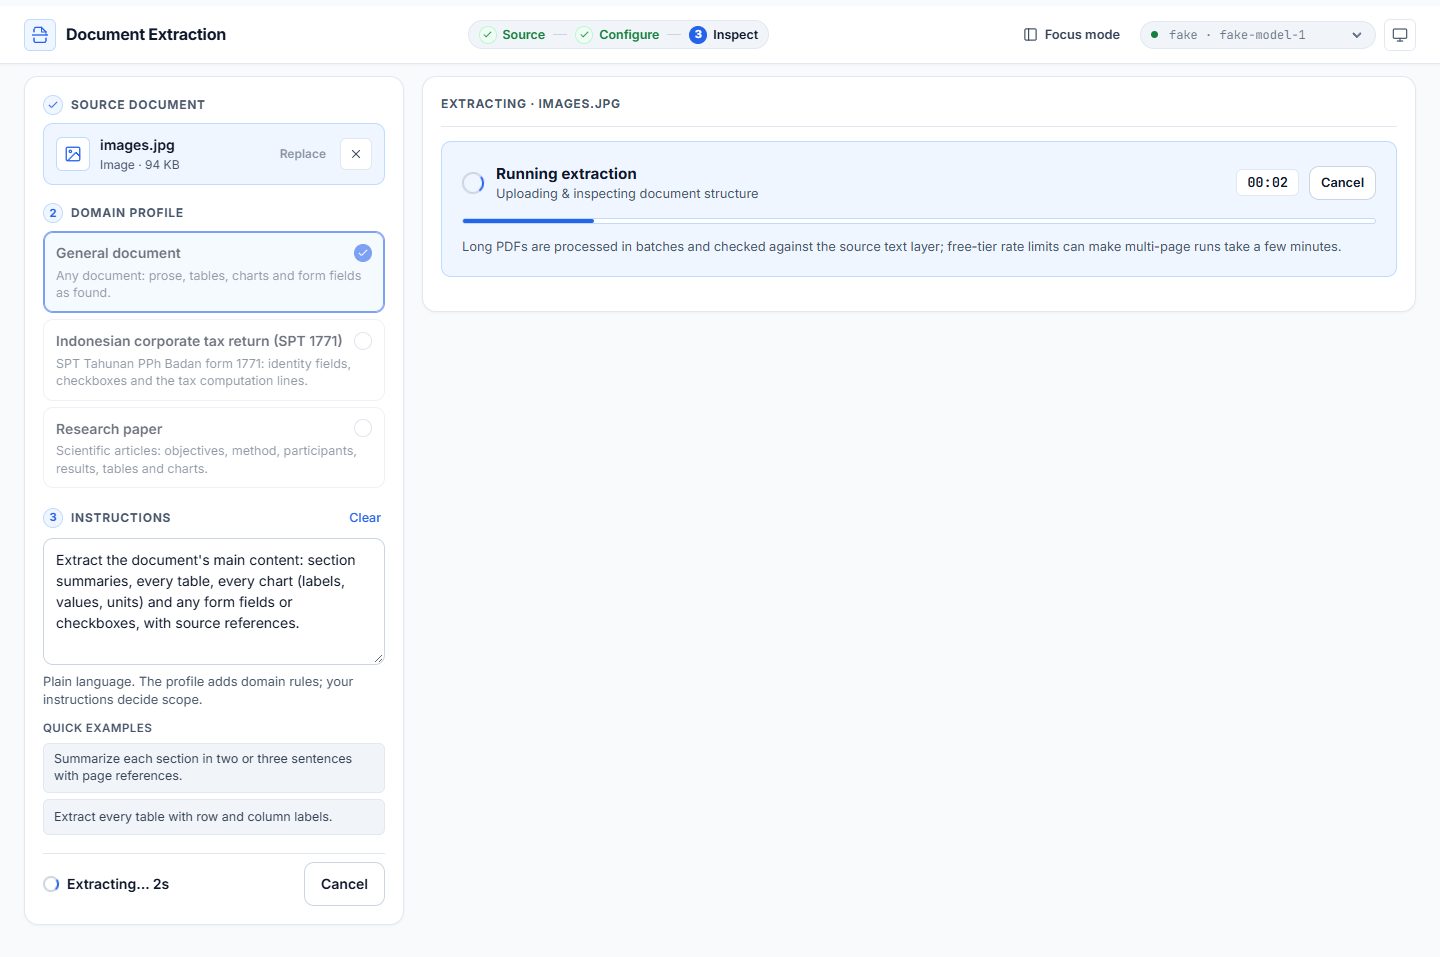 Document Extraction
Source
Configure
3 Inspect
Focus mode
fake · fake-model-1
SOURCE DOCUMENT
images.jpg
Image · 94 KB
Replace
2 DOMAIN PROFILE
General document
Any document: prose, tables, charts and form fields
as found.
Indonesian corporate tax return (SPT 1771)
SPT Tahunan PPh Badan form 1771: identity fields,
checkboxes and the tax computation lines.
Research paper
Scientific articles: objectives, method, participants,
results, tables and charts.
3 INSTRUCTIONS
Clear
Extract the document's main content: section
summaries, every table, every chart (labels,
values, units) and any form fields or
checkboxes, with source references.
Plain language. The profile adds domain rules; your
instructions decide scope.
QUICK EXAMPLES
Summarize each section in two or three sentences
with page references.
Extract every table with row and column labels.
Extracting... 2s
Cancel
EXTRACTING · IMAGES.JPG
Running extraction
Uploading & inspecting document structure
00:02
Cancel
Long PDFs are processed in batches and checked against the source text layer; free-tier rate limits can make multi-page runs take a few minutes.